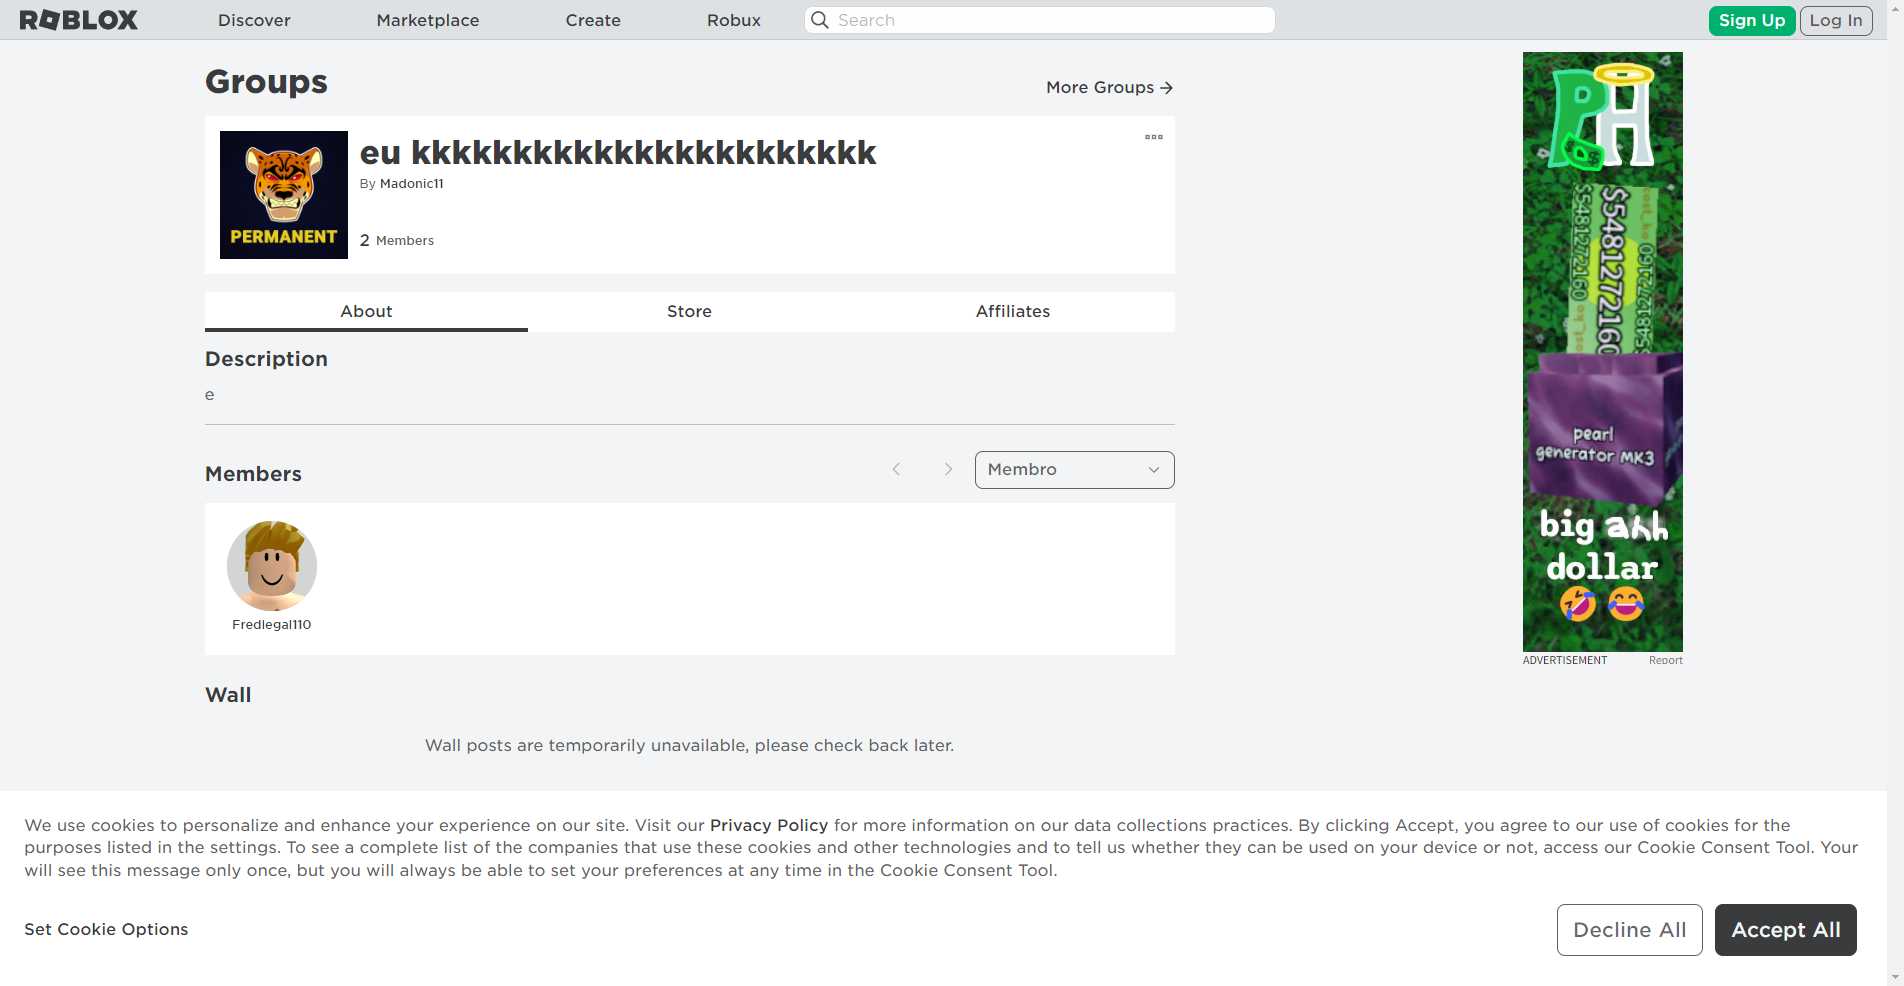 ROBLOX
Discover
Marketplace
Create
Robux
Search
Sign Up
Log In
Groups
More Groups
PERMANENT
eu kkkkkkkkkkkkkkkkkkkkkkk
By Madonic11
2 Members
About
Store
Affiliates
Description
e
Members
Membro
Fredlegal110
Wall
Wall posts are temporarily unavailable, please check back later.
PH
$5481272160
$5481272160
$5481272160
pearl
generator MK3
big ahh
dollar
ADVERTISEMENT
Report
We use cookies to personalize and enhance your experience on our site. Visit our Privacy Policy for more information on our data collections practices. By clicking Accept, you agree to our use of cookies for the
purposes listed in the settings. To see a complete list of the companies that use these cookies and other technologies and to tell us whether they can be used on your device or not, access our Cookie Consent Tool. Your
will see this message only once, but you will always be able to set your preferences at any time in the Cookie Consent Tool.
Set Cookie Options
Decline All
Accept All